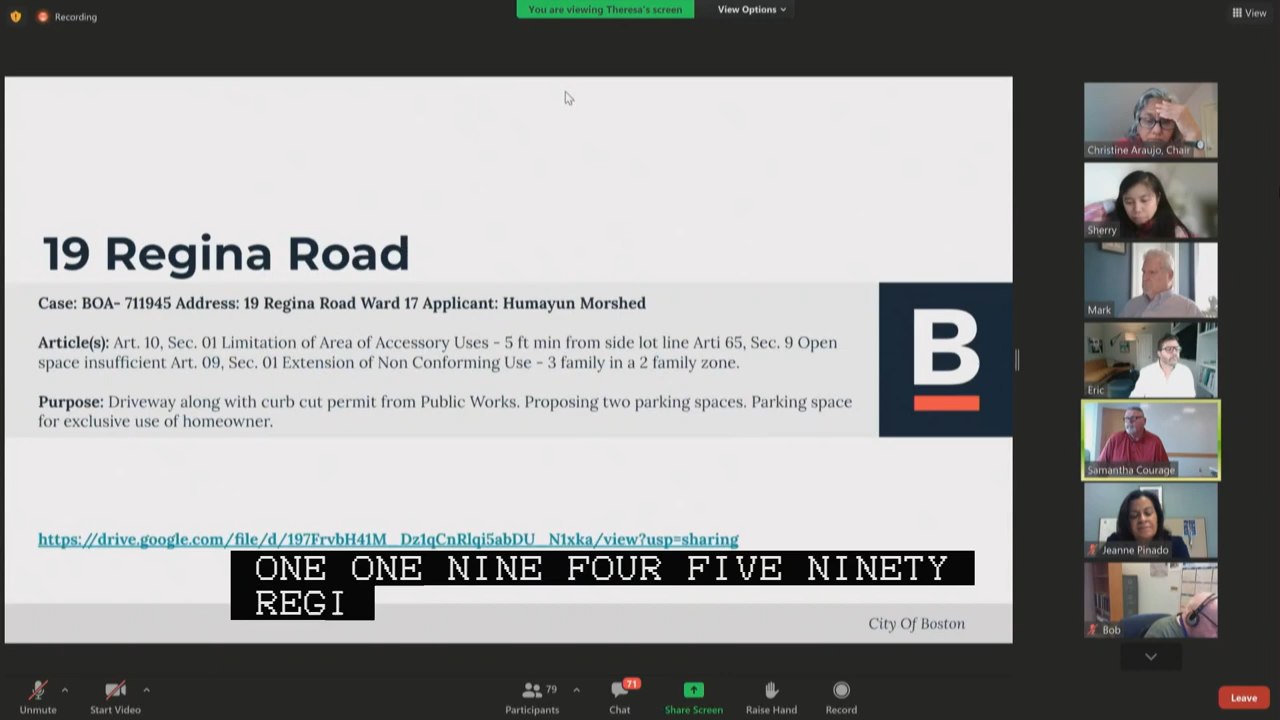 Recording
You are viewing Theresa's screen
View Options
View
19 Regina Road
Case: BOA- 711945 Address: 19 Regina Road Ward 17 Applicant: Humayun Morshed
Article(s): Art. 10, Sec. 01 Limitation of Area of Accessory Uses - 5 ft min from side lot line Arti 65, Sec. 9 Open
space insufficient Art. 09, Sec. 01 Extension of Non Conforming Use - 3 family in a 2 family zone.
Purpose: Driveway along with curb cut permit from Public Works. Proposing two parking spaces. Parking space
for exclusive use of homeowner.
B
https://drive.google.com/file/d/197FrvbH41M_Dz1qCnRlqi5abDU_N1xka/view?usp=sharing
ONE ONE NINE FOUR FIVE NINETY
REGI
City Of Boston
Christine Araujo, Chair
Sherry
Mark
Eric
Samantha Courage
Jeanne Pinado
Bob
Unmute
Start Video
79
Participants
71
Chat
Share Screen
Raise Hand
Record
Leave